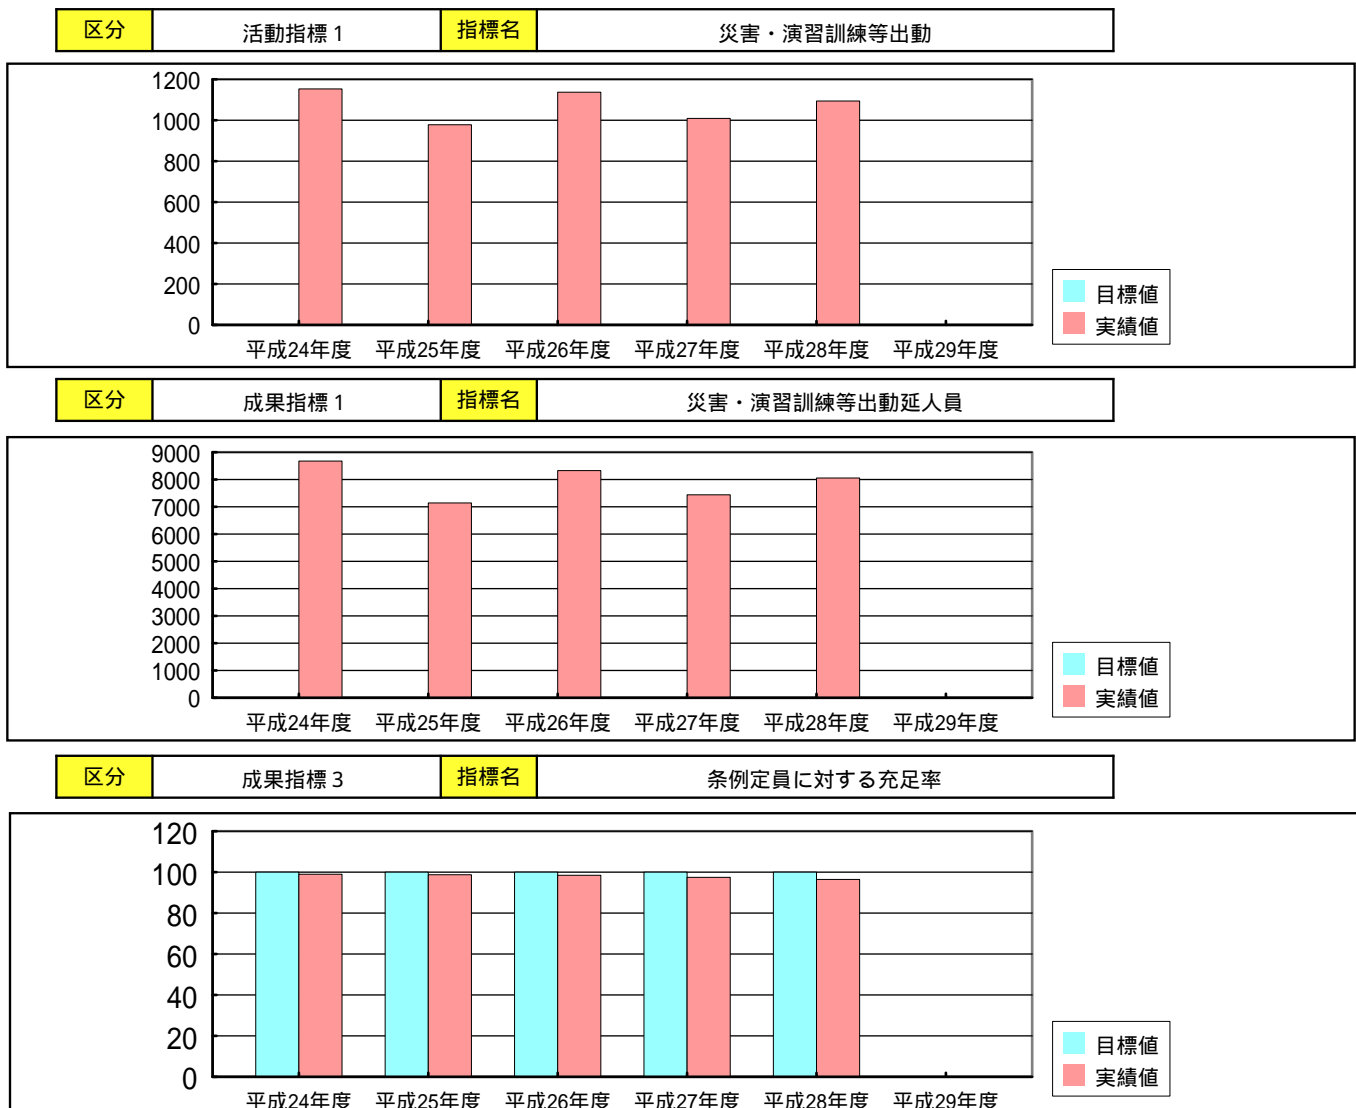 区分 活動指標1 指標名 災害・演習訓練等出動
1200
1000
800
600
400
200
0
平成24年度 平成25年度 平成26年度 平成27年度 平成28年度 平成29年度
目標値
実績値
区分 成果指標1 指標名 災害・演習訓練等出動延人員
9000
8000
7000
6000
5000
4000
3000
2000
1000
0
平成24年度 平成25年度 平成26年度 平成27年度 平成28年度 平成29年度
目標値
実績値
区分 成果指標3 指標名 条例定員に対する充足率
120
100
80
60
40
20
0
平成24年度 平成25年度 平成26年度 平成27年度 平成28年度 平成29年度
目標値
実績値